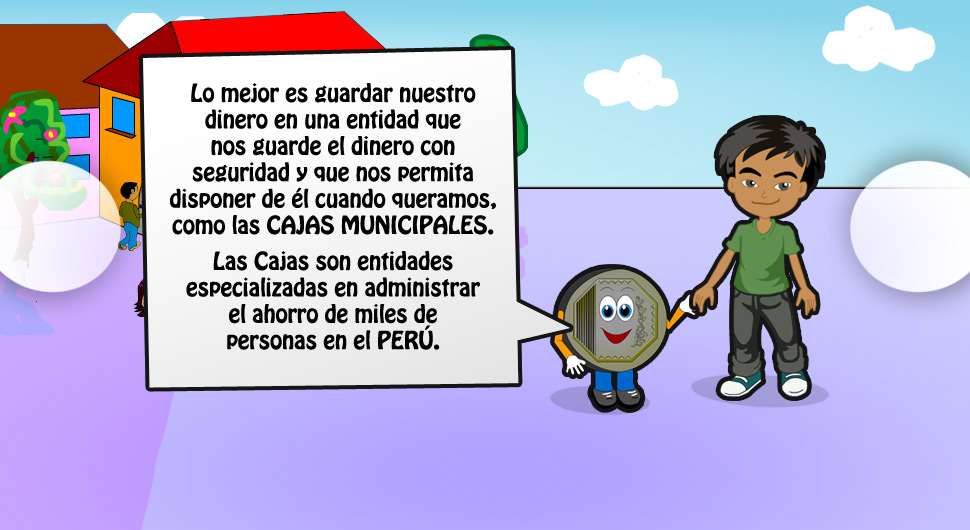 Lo mejor es guardar nuestro
dinero en una entidad que
nos guarde el dinero con
seguridad y que nos permita
disponer de él cuando queramos,
como las CAJAS MUNICIPALES.
Las Cajas son entidades
especializadas en administrar
el ahorro de miles de
personas en el PERÚ.